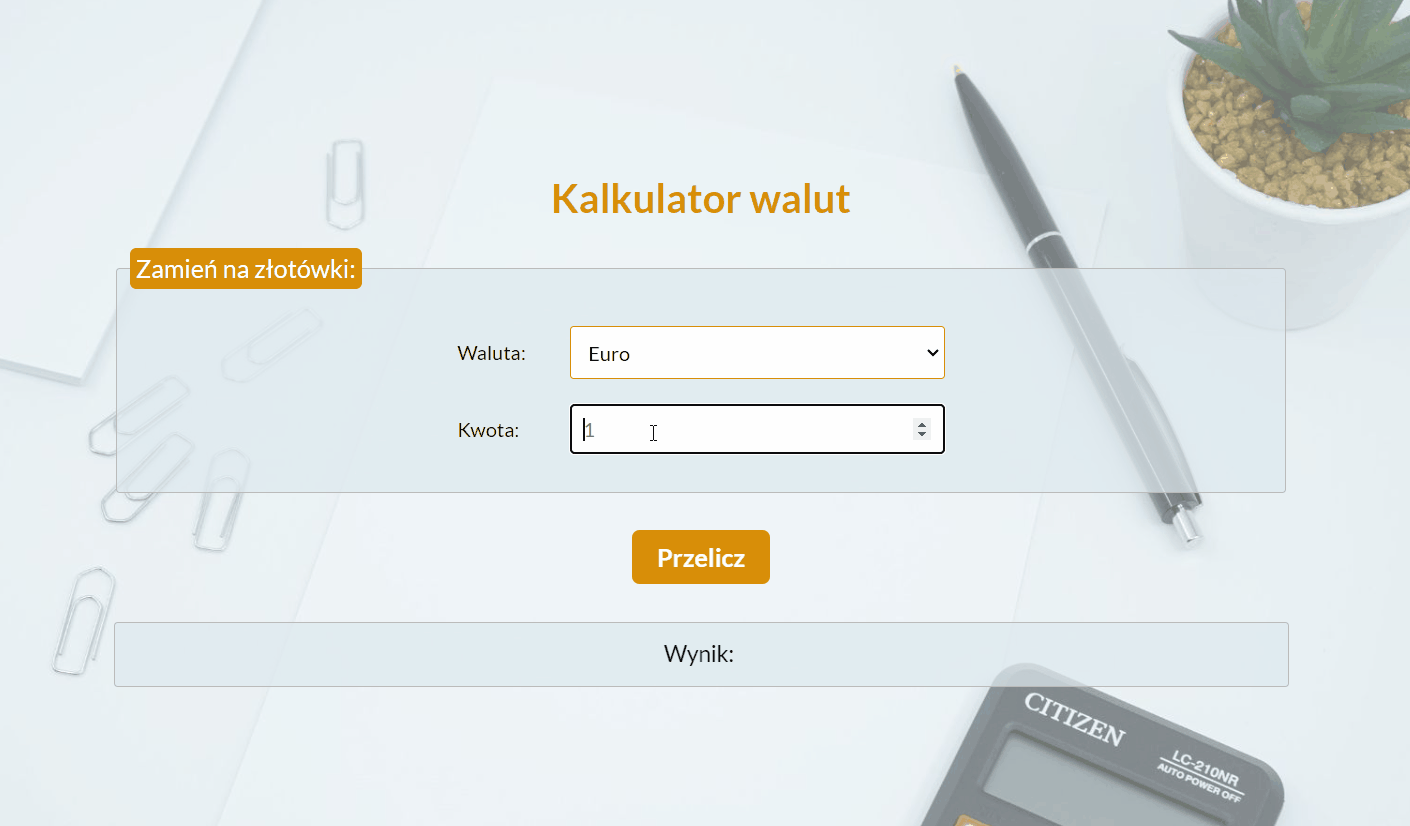 Kalkulator walut
Zamień na złotówki:
Waluta:
Euro
Kwota:
1
Przelicz
Wynik:
CITIZEN
LC-210NR
AUTO POWER OFF